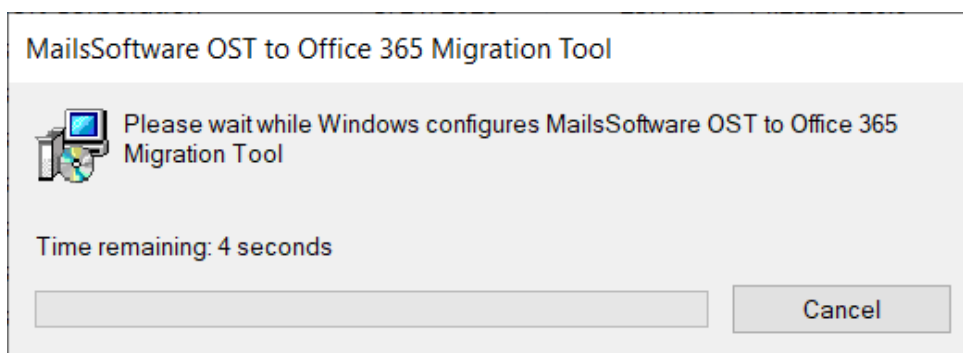 MailsSoftware OST to Office 365 Migration Tool
Please wait while Windows configures MailsSoftware OST to Office 365
Migration Tool
Time remaining: 4 seconds
Cancel